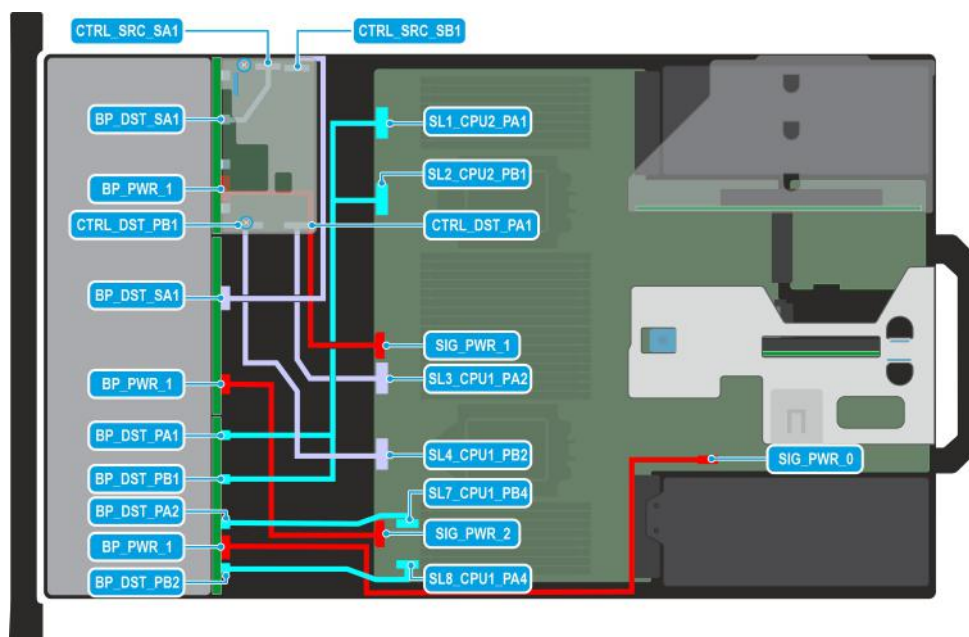 CTRL_SRC_SA1
CTRL_SRC_SB1
BP_DST_SA1
SL1_CPU2_PA1
SL2_CPU2_PB1
BP_PWR_1
CTRL_DST_PB1
CTRL_DST_PA1
BP_DST_SA1
SIG_PWR_1
BP_PWR_1
SL3_CPU1_PA2
BP_DST_PA1
SL4_CPU1_PB2
SIG_PWR_0
BP_DST_PB1
SL7_CPU1_PB4
BP_DST_PA2
SIG_PWR_2
BP_PWR_1
BP_DST_PB2
SL8_CPU1_PA4